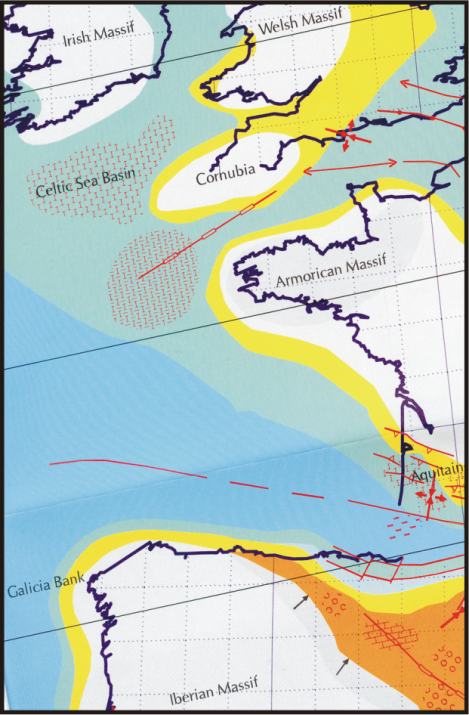 Irish Massif
Welsh Massif
Celtic Sea Basin
Cornubia
Armorican Massif
Aquitain
Galicia Bank
Iberian Massif